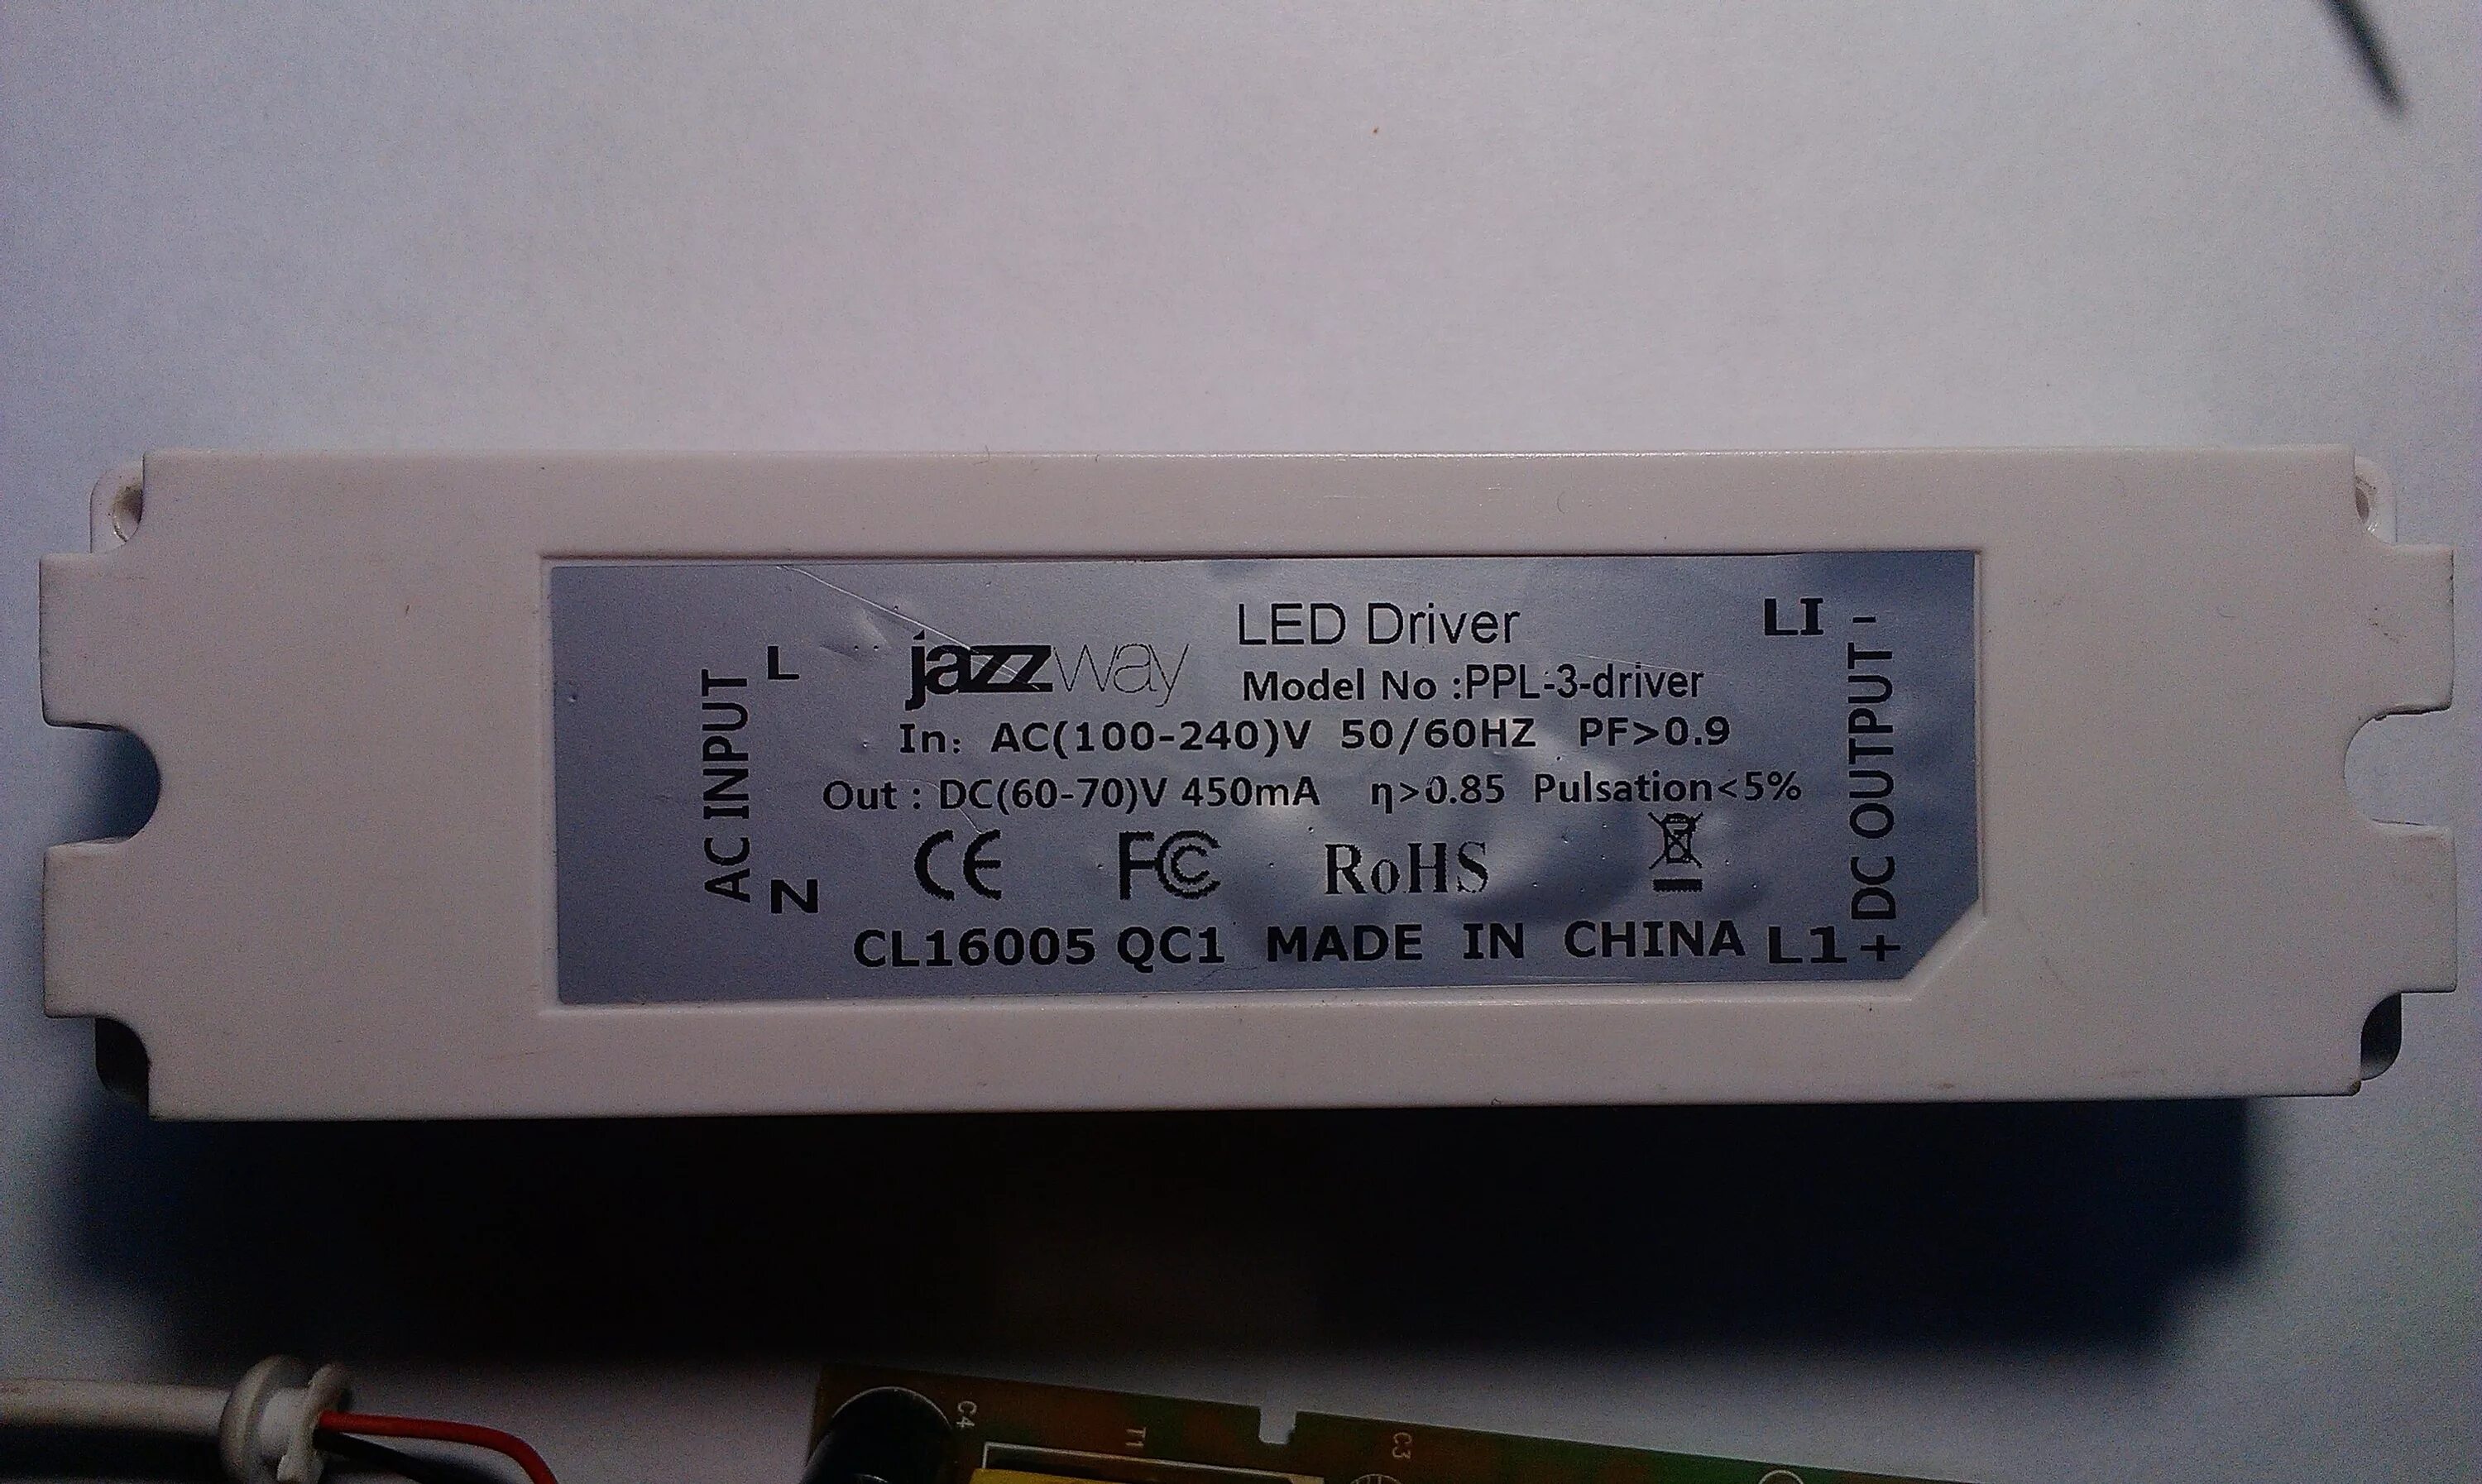 LED Driver
jazzway
Model No :PPL-3-driver
In: AC(100-240)V 50/60HZ PF>0.9
Out : DC(60-70)V 450mA η>0.85 Pulsation<5%
CE FC RoHS
CL16005 QC1 MADE IN CHINA
AC INPUT
L
N
LI -
DC OUTPUT
L1 +
C4
T1
C3